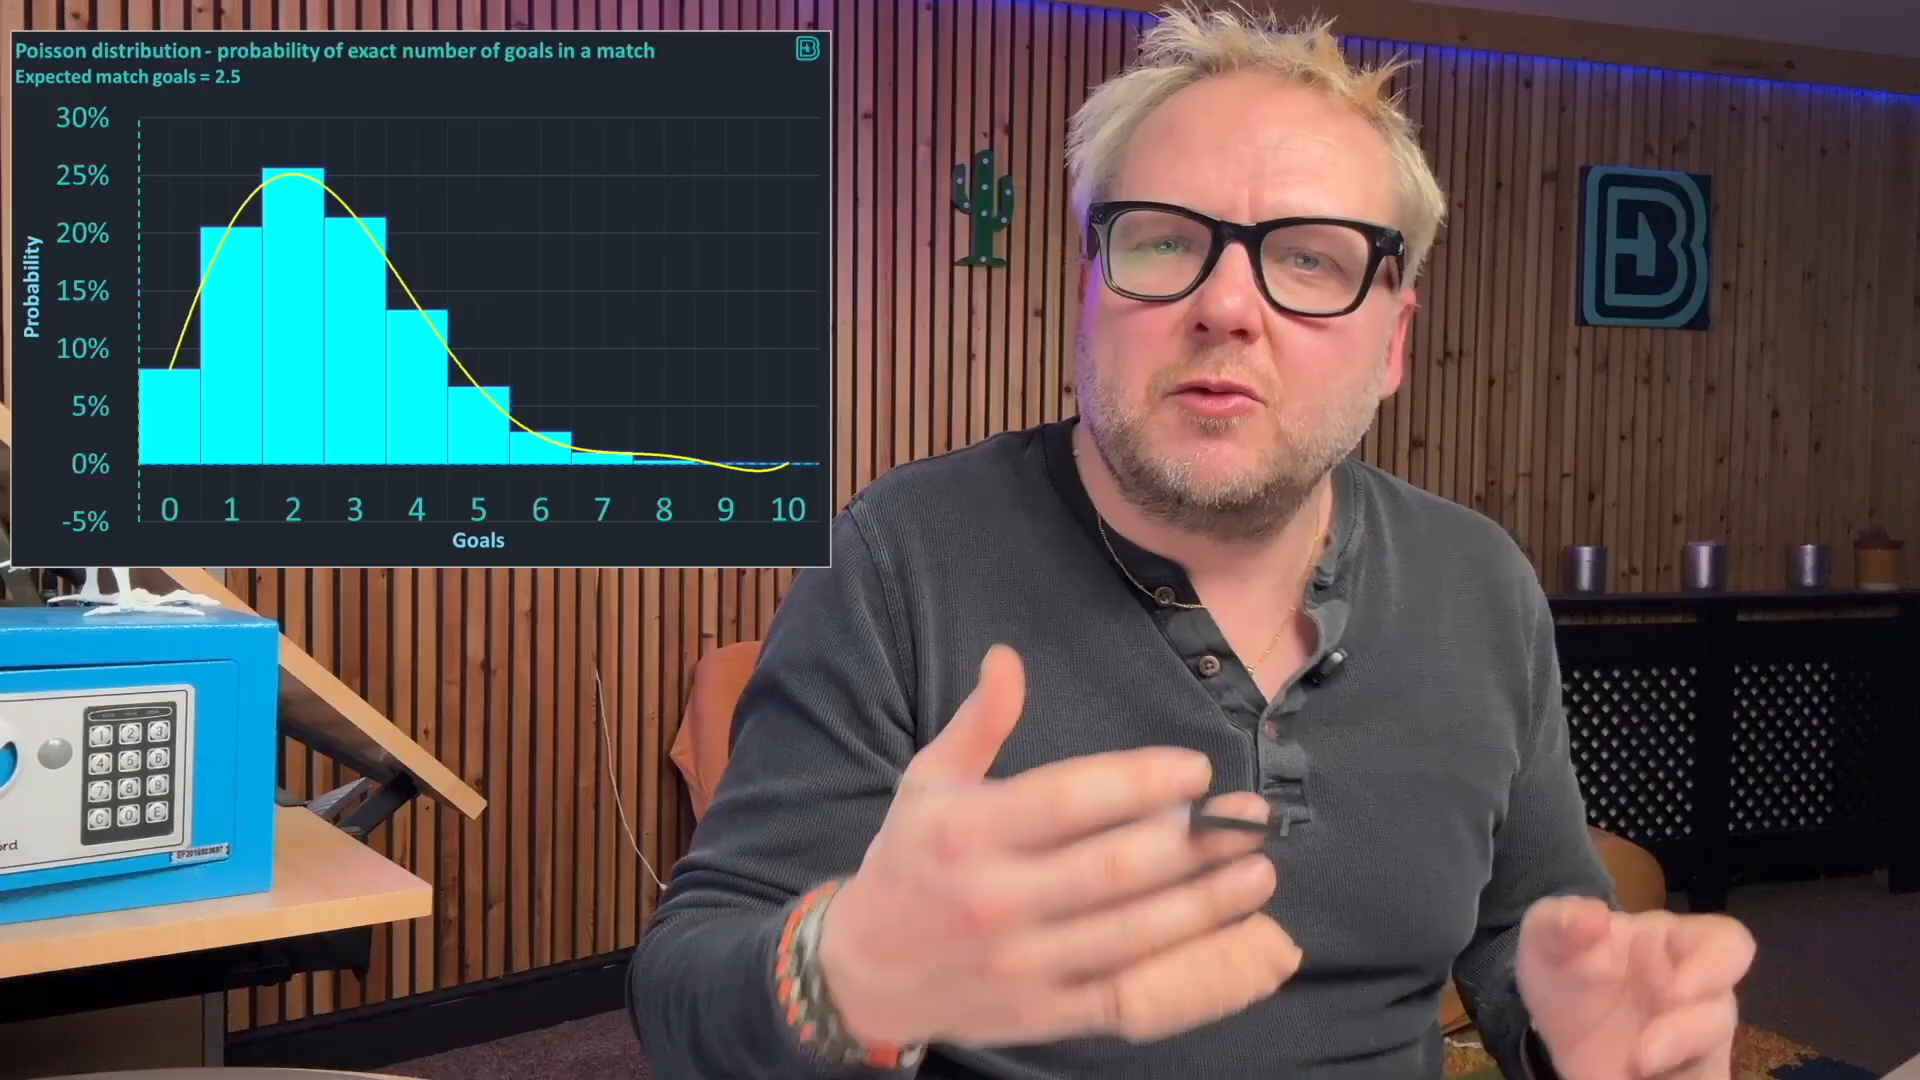 Poisson distribution - probability of exact number of goals in a match
Expected match goals = 2.5
30%
25%
20%
15%
10%
5%
0%
-5%
Probability
0 1 2 3 4 5 6 7 8 9 10
Goals
B
1 2 3
4 5 6
7 8 9
C 0 E
ord